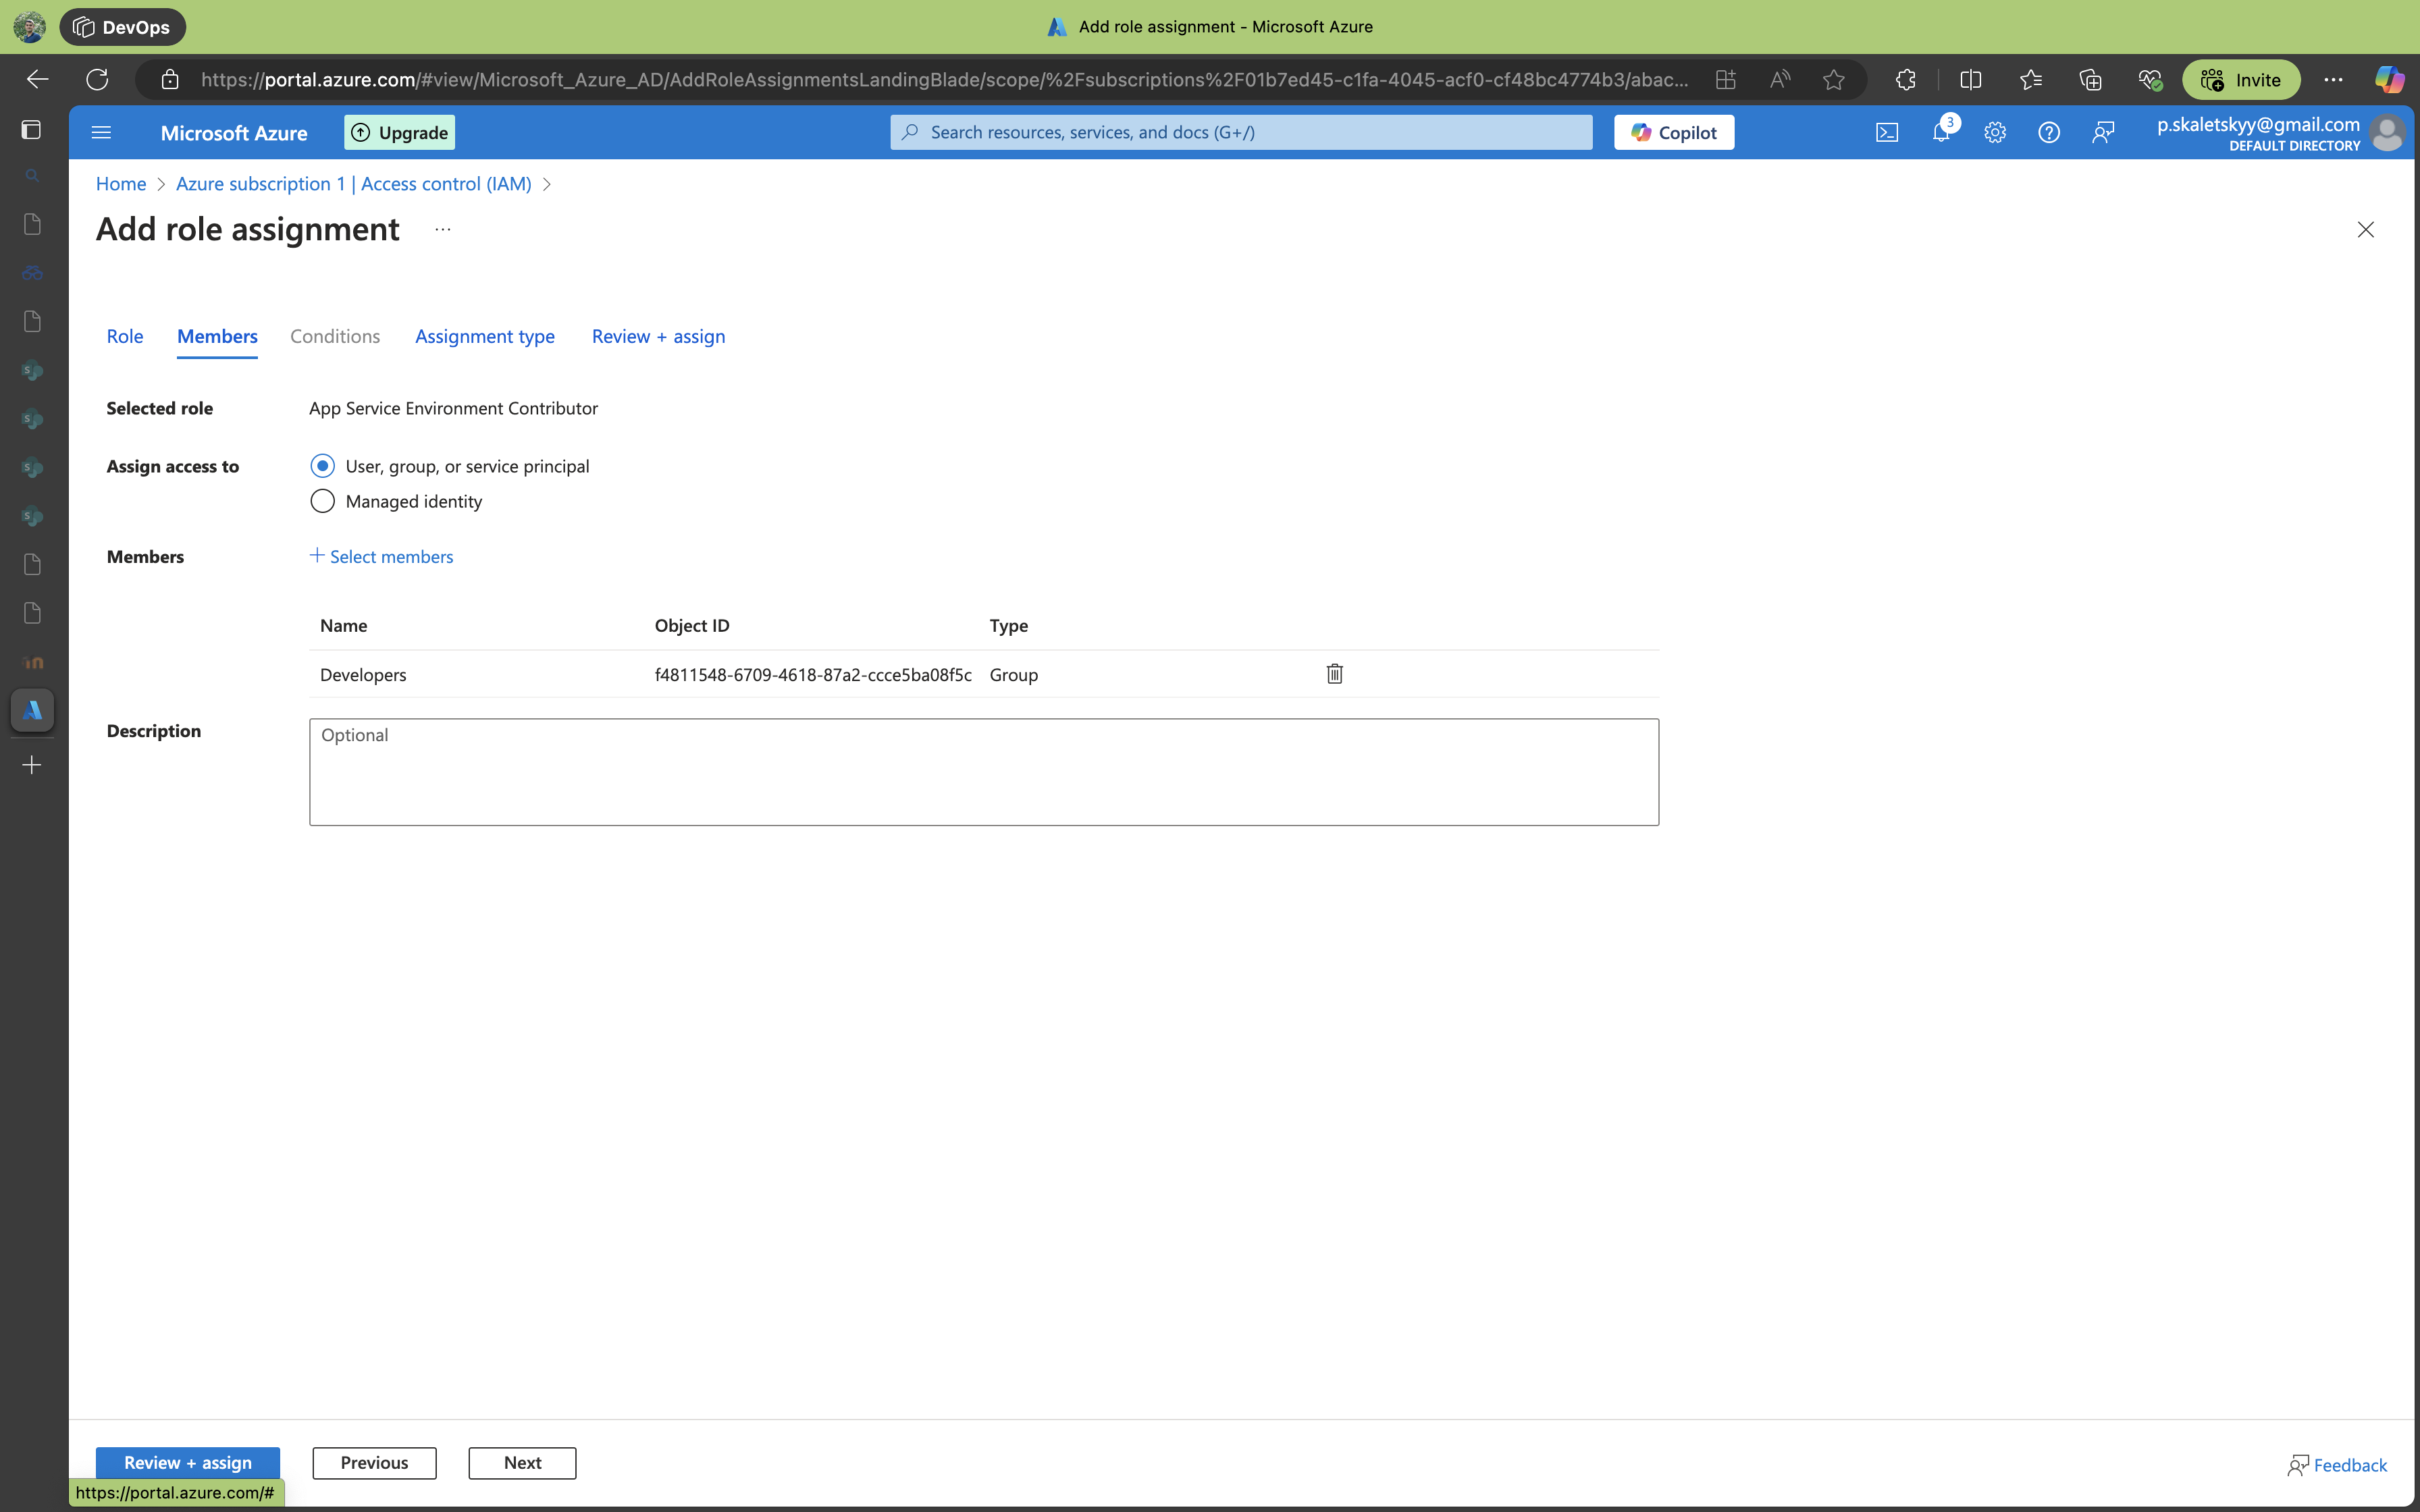 DevOps
Add role assignment - Microsoft Azure
https://portal.azure.com/#view/Microsoft_Azure_AD/AddRoleAssignmentsLandingBlade/scope/%2Fsubscriptions%2F01b7ed45-c1fa-4045-acf0-cf48bc4774b3/abac...
Invite
Microsoft Azure
Upgrade
Search resources, services, and docs (G+/)
Copilot
3
p.skaletskyy@gmail.com
DEFAULT DIRECTORY
Home > Azure subscription 1 | Access control (IAM) >
Add role assignment ...
Role Members Conditions Assignment type Review + assign
Selected role App Service Environment Contributor
Assign access to User, group, or service principal
Managed identity
Members + Select members
Name Object ID Type
Developers f4811548-6709-4618-87a2-ccce5ba08f5c Group
Description Optional
Review + assign Previous Next
Feedback
https://portal.azure.com/#